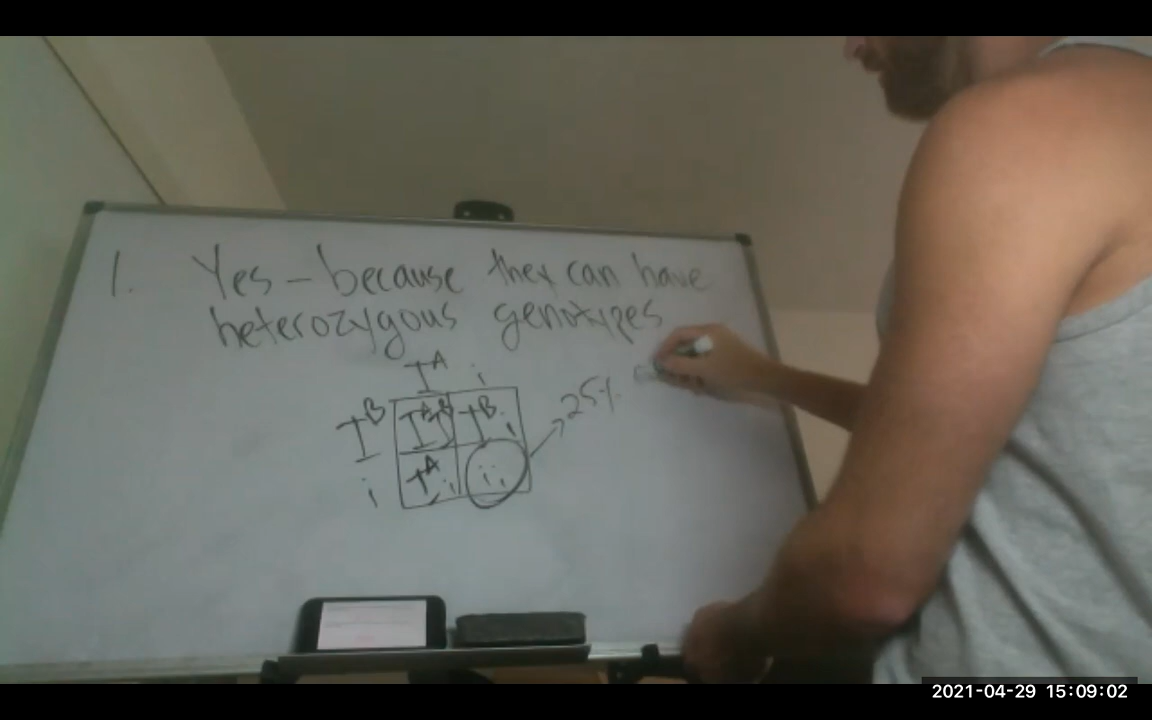 1. Yes - because they can have
heterozygous genotypes
I^A i
I^B I^A I^B I^B i
i I^A i ii
25%
2021-04-29 15:09:02